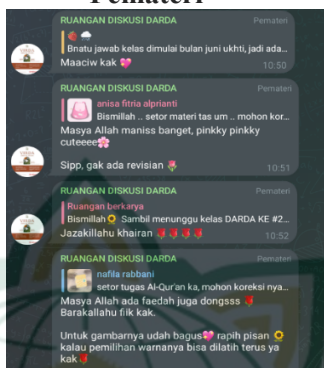 Pemateri
RUANGAN DISKUSI DARDA Pemateri
Bnatu jawab kelas dimulai bulan juni ukhti, jadi ada...
Maaciw kak 💖
10:50
RUANGAN DISKUSI DARDA Pemateri
anisa fitria alprianti
Bismillah .. setor materi tas um .. mohon kor...
Masya Allah maniss banget, pinkky pinkky
cuteeee🌸
Sipp, gak ada revisian 🌷
10:51
RUANGAN DISKUSI DARDA Pemateri
Ruangan berkarya
Bismillah🌻 Sambil menunggu kelas DARDA KE #2...
Jazakillahu khairan 🌹🌹🌹🌹
10:52
RUANGAN DISKUSI DARDA Pemateri
nafila rabbani
setor tugas Al-Qur'an ka, mohon koreksi nya...
Masya Allah ada faedah juga dongsss 🌹
Barakallahu fiik kak.
Untuk gambarnya udah bagus💖 rapih pisan 🌻
kalau pemilihan warnanya bisa dilatih terus ya
kak🌹